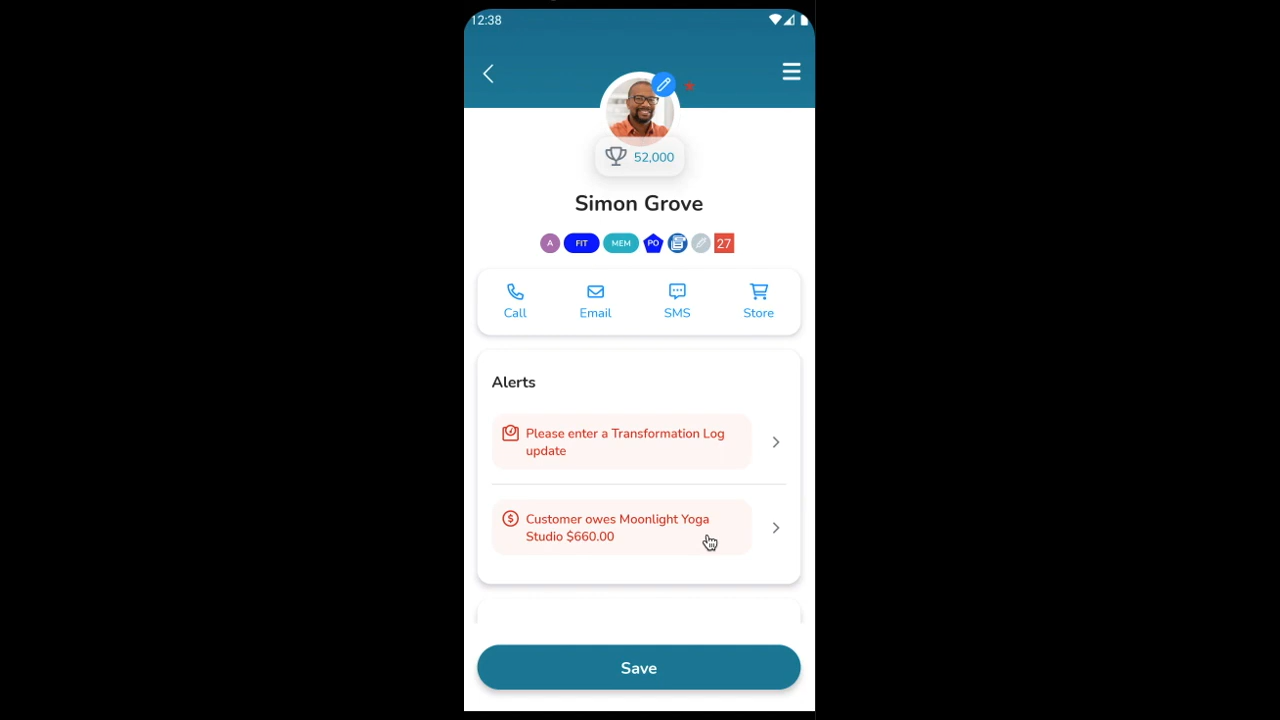 12:38
52,000
Simon Grove
A FIT MEM PO 27
Call Email SMS Store
Alerts
Please enter a Transformation Log
update
Customer owes Moonlight Yoga
Studio $660.00
Save